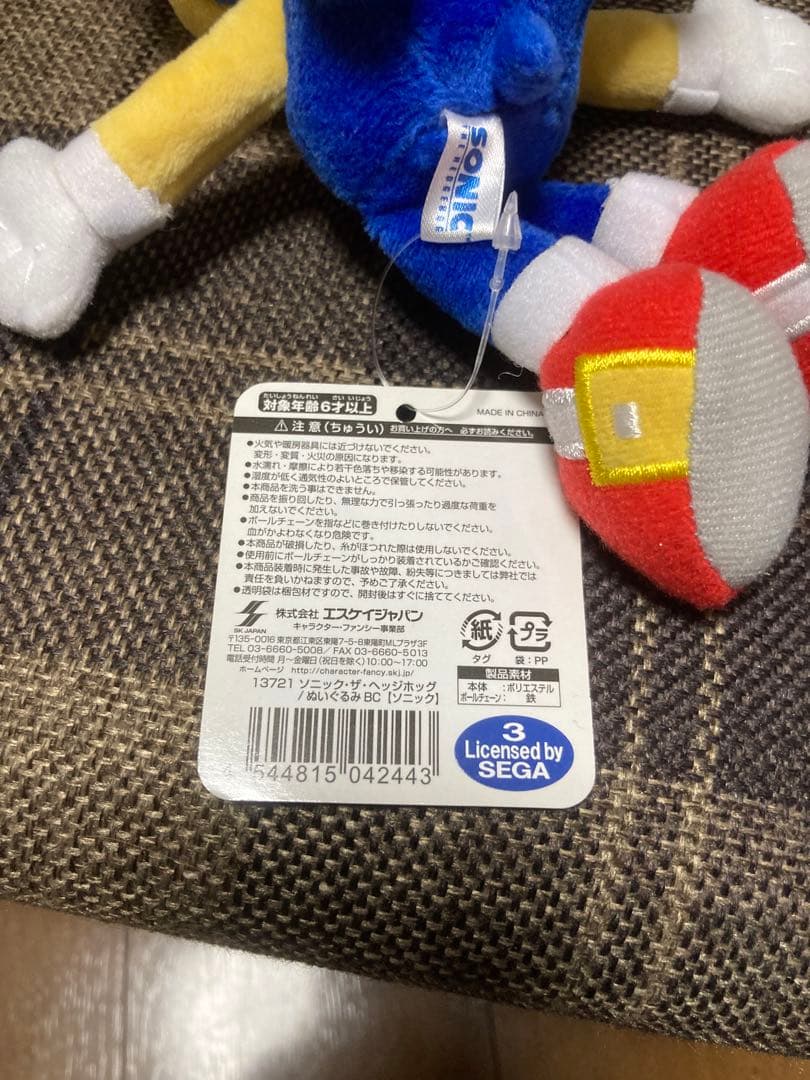 SONIC
THE HEDGEHOG
たいしょうねんれい さい いじょう
対象年齢6才以上
MADE IN CHINA
⚠注意(ちゅうい) お買い上げの方へ 必ずお読みください。
●火気や暖房器具には近づけないでください。
変形・変質・火災の原因になります。
●水濡れ・摩擦により若干色落ちや移染する可能性があります。
●湿度が低く通気性のよいところで保管してください。
●本商品を洗う事はできません。
●商品を振り回したり、無理な力で引っ張ったり過度な荷重を
加えないでください。
●ボールチェーンを指などに巻き付けたりしないでください。
血がかよわなくなり危険です。
●本商品が破損したり、糸がほつれた際は使用しないでください。
●使用前にボールチェーンがしっかり装着されているかご確認ください。
●本商品装着時に発生した事故や故障、紛失等につきましては弊社では
責任を負いかねますので、予めご了承ください。
●透明袋は梱包材ですので、開封後はすぐに捨ててください。
SK JAPAN
株式会社 エスケイジャパン
キャラクター・ファンシー事業部
〒135-0016 東京都江東区東陽7-5-8東陽町MLプラザ3F
TEL 03-6660-5008/FAX 03-6660-5013
電話受付時間 月〜金曜日(祝日を除く)10:00〜17:00
ホームページ http://character-fancy.skj.jp/
紙
タグ
プラ
袋:PP
製品素材
本体 :ポリエステル
ボールチェーン: 鉄
13721 ソニック・ザ・ヘッジホッグ
/ぬいぐるみBC【ソニック】
4 544815 042443
3
Licensed by
SEGA